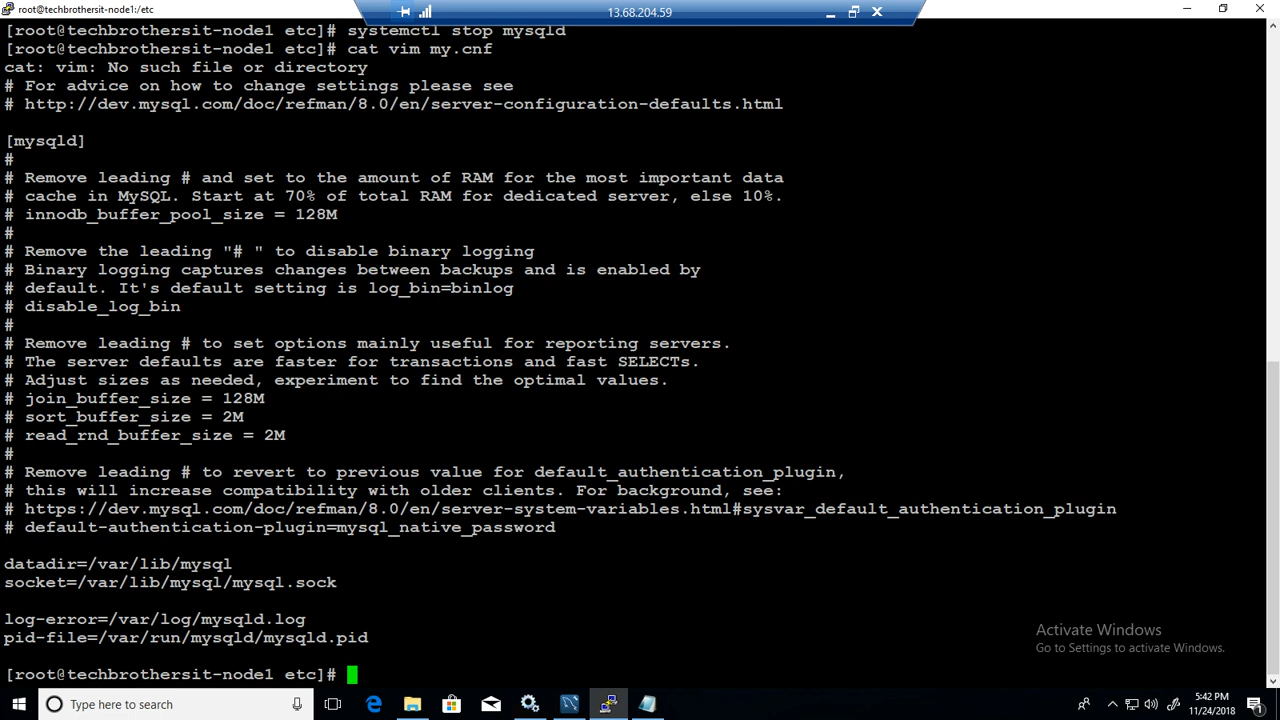 root@techbrothersit-node1:/etc
13.68.204.59
[root@techbrothersit-node1 etc]# systemctl stop mysqld
[root@techbrothersit-node1 etc]# cat vim my.cnf
cat: vim: No such file or directory
# For advice on how to change settings please see
# http://dev.mysql.com/doc/refman/8.0/en/server-configuration-defaults.html
[mysqld]
#
# Remove leading # and set to the amount of RAM for the most important data
# cache in MySQL. Start at 70% of total RAM for dedicated server, else 10%.
# innodb_buffer_pool_size = 128M
#
# Remove the leading "# " to disable binary logging
# Binary logging captures changes between backups and is enabled by
# default. It's default setting is log_bin=binlog
# disable_log_bin
#
# Remove leading # to set options mainly useful for reporting servers.
# The server defaults are faster for transactions and fast SELECTs.
# Adjust sizes as needed, experiment to find the optimal values.
# join_buffer_size = 128M
# sort_buffer_size = 2M
# read_rnd_buffer_size = 2M
#
# Remove leading # to revert to previous value for default_authentication_plugin,
# this will increase compatibility with older clients. For background, see:
# https://dev.mysql.com/doc/refman/8.0/en/server-system-variables.html#sysvar_default_authentication_plugin
# default-authentication-plugin=mysql_native_password
datadir=/var/lib/mysql
socket=/var/lib/mysql/mysql.sock
log-error=/var/log/mysqld.log
pid-file=/var/run/mysqld/mysqld.pid
[root@techbrothersit-node1 etc]#
Activate Windows
Go to Settings to activate Windows.
Type here to search
5:42 PM
11/24/2018
1